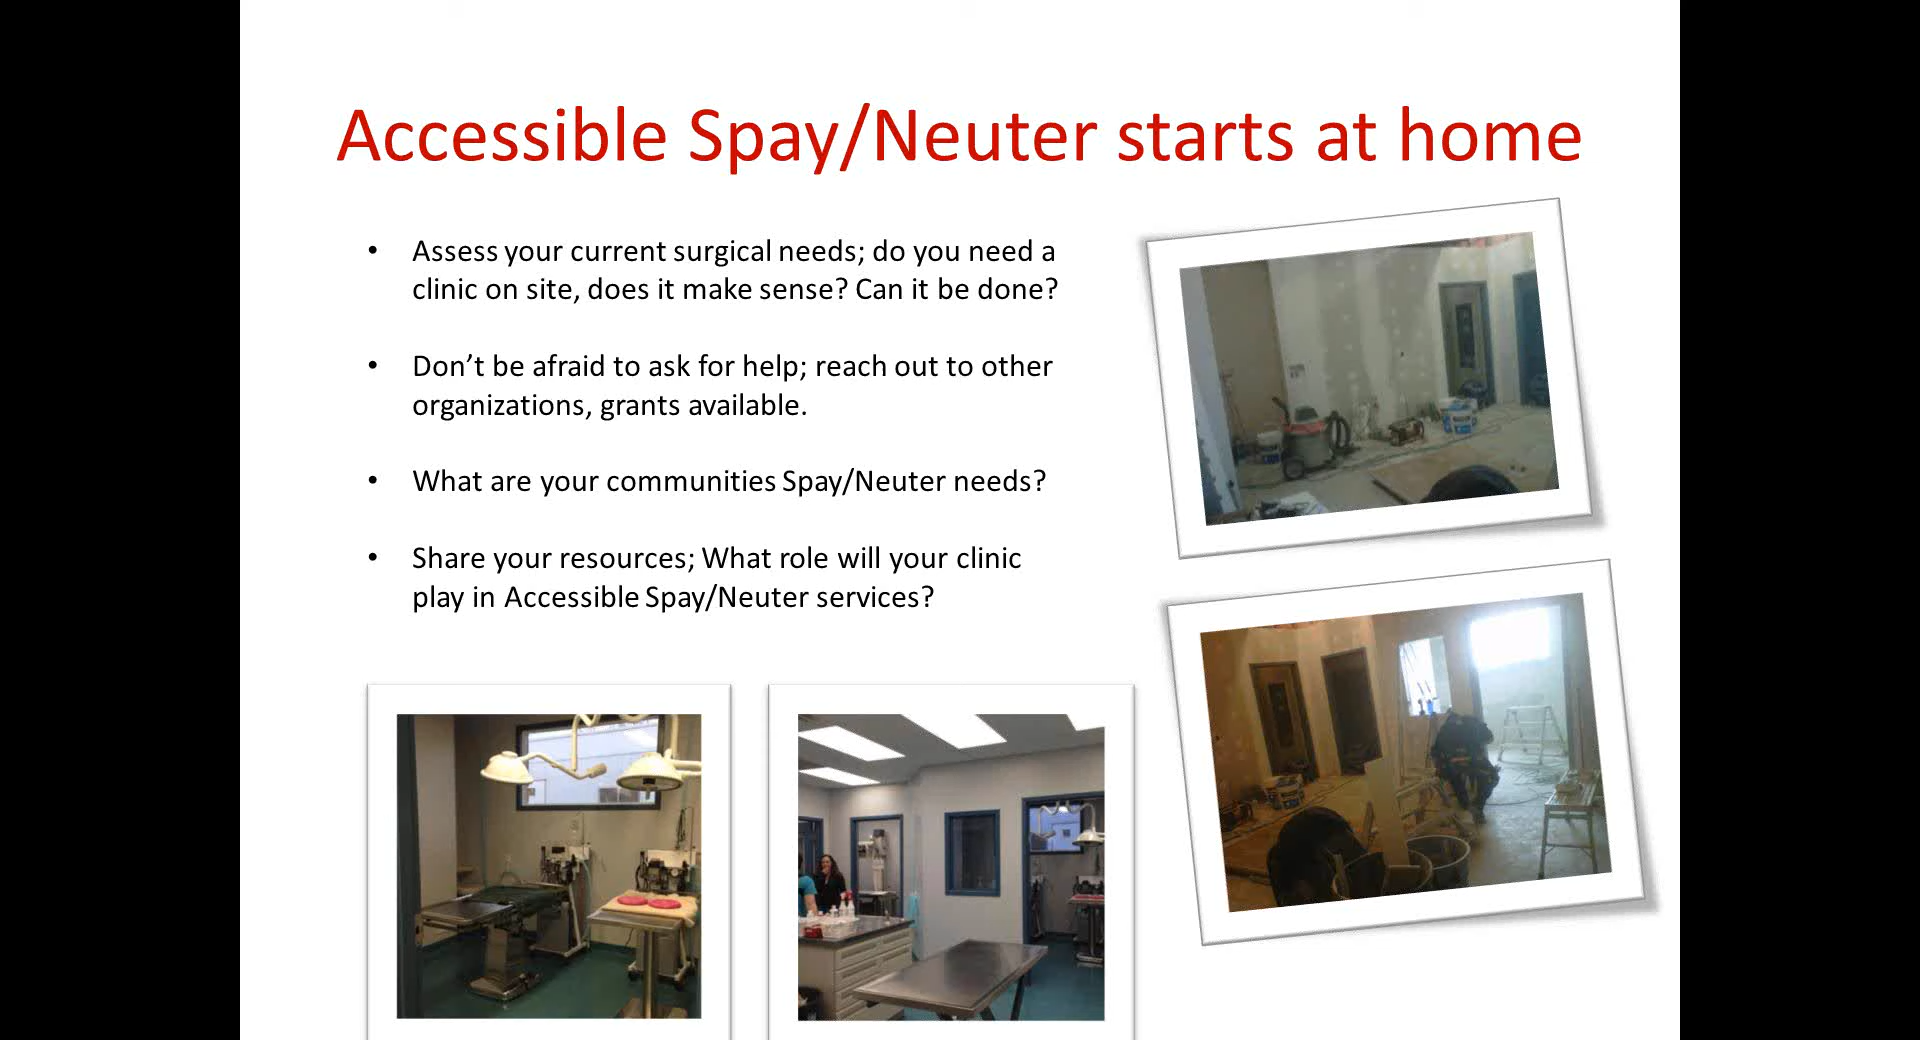 Accessible Spay/Neuter starts at home
• Assess your current surgical needs; do you need a
clinic on site, does it make sense? Can it be done?
• Don’t be afraid to ask for help; reach out to other
organizations, grants available.
• What are your communities Spay/Neuter needs?
• Share your resources; What role will your clinic
play in Accessible Spay/Neuter services?